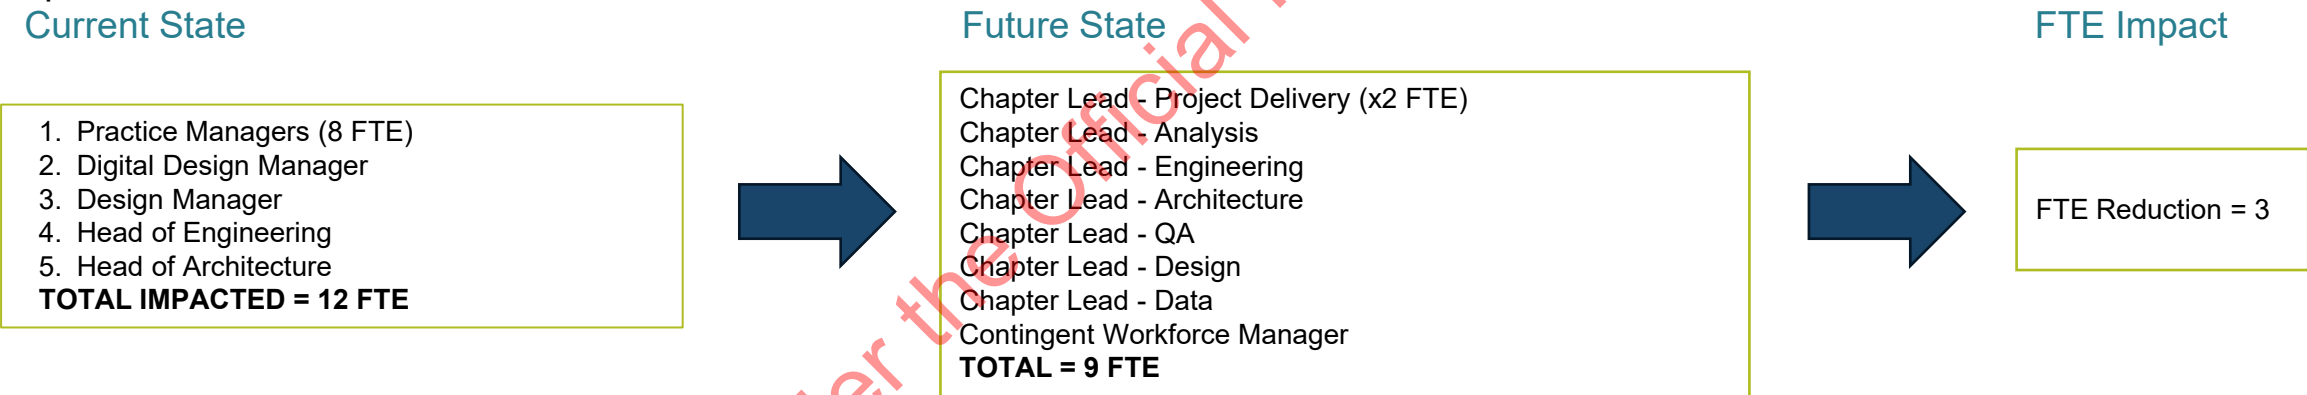 Current State
1. Practice Managers (8 FTE)
2. Digital Design Manager
3. Design Manager
4. Head of Engineering
5. Head of Architecture
TOTAL IMPACTED = 12 FTE
Future State
Chapter Lead - Project Delivery (x2 FTE)
Chapter Lead - Analysis
Chapter Lead - Engineering
Chapter Lead - Architecture
Chapter Lead - QA
Chapter Lead - Design
Chapter Lead - Data
Contingent Workforce Manager
TOTAL = 9 FTE
FTE Impact
FTE Reduction = 3
the Official